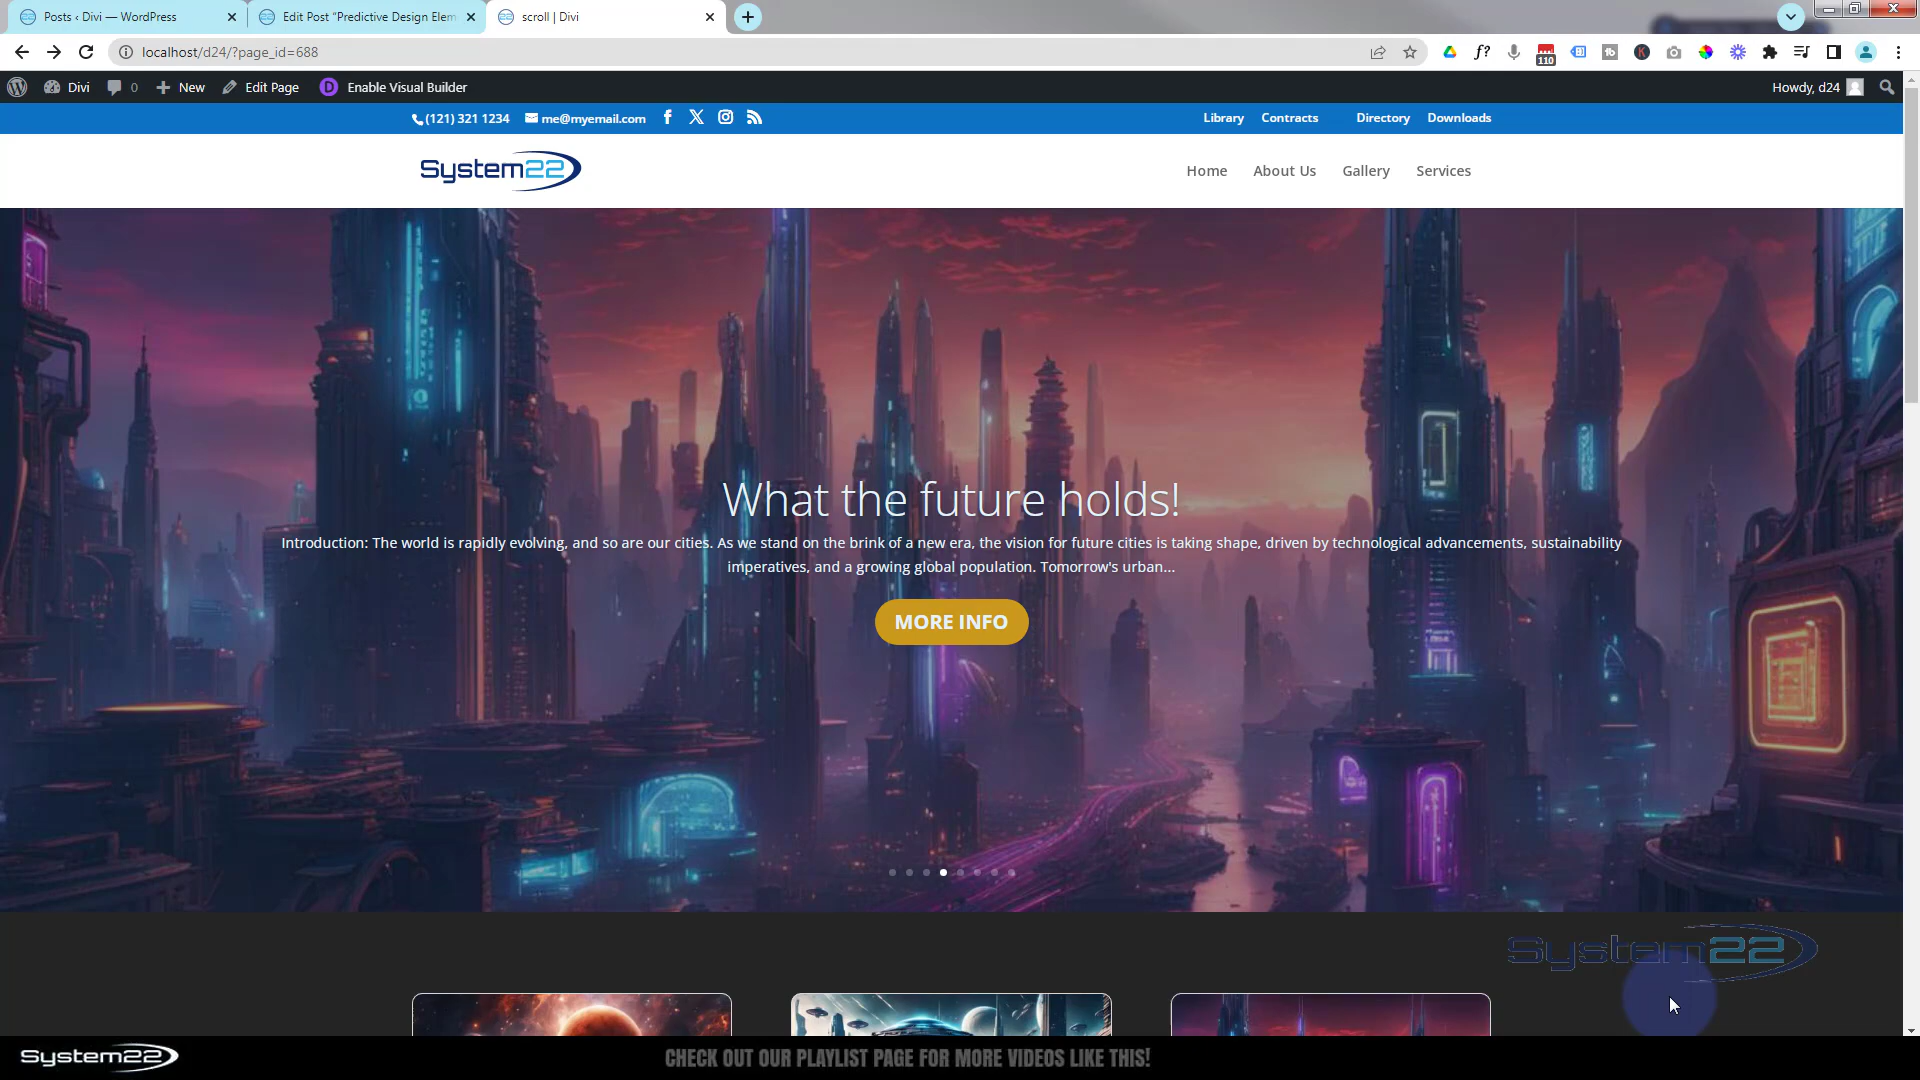 Posts ‹ Divi — WordPress
Edit Post "Predictive Design Elem
scroll | Divi
localhost/d24/?page_id=688
f?
110
Divi
0
New
Edit Page
D
Enable Visual Builder
Howdy, d24
(121) 321 1234
me@myemail.com
Library
Contracts
Directory
Downloads
System22
Home
About Us
Gallery
Services
What the future holds!
Introduction: The world is rapidly evolving, and so are our cities. As we stand on the brink of a new era, the vision for future cities is taking shape, driven by technological advancements, sustainability
imperatives, and a growing global population. Tomorrow's urban...
MORE INFO
System22
System22
CHECK OUT OUR PLAYLIST PAGE FOR MORE VIDEOS LIKE THIS!